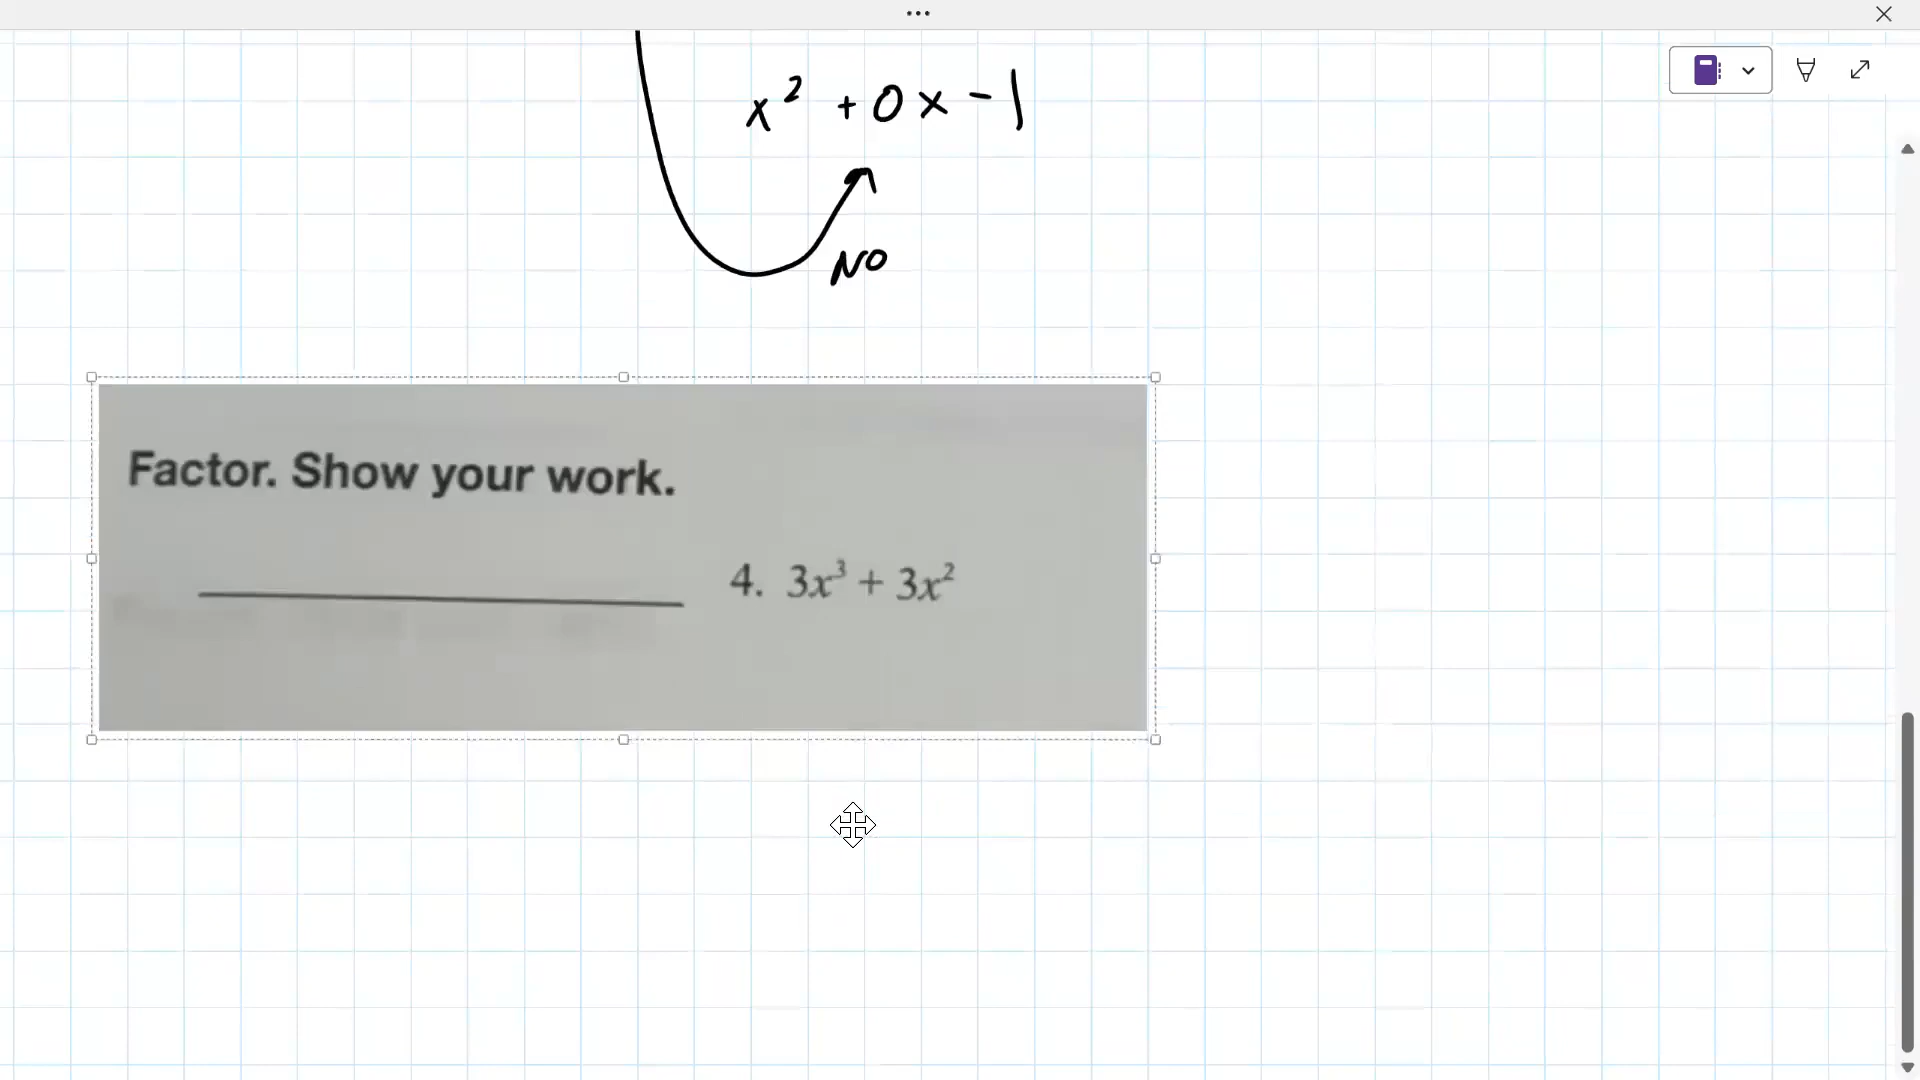 x² + 0x - 1
NO
Factor. Show your work.
4. 3x³ + 3x²